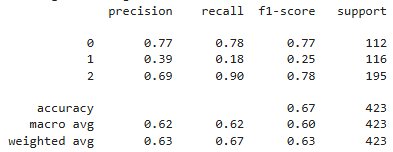 precision recall f1-score support
0 0.77 0.78 0.77 112
1 0.39 0.18 0.25 116
2 0.69 0.90 0.78 195
accuracy 0.67 423
macro avg 0.62 0.62 0.60 423
weighted avg 0.63 0.67 0.63 423